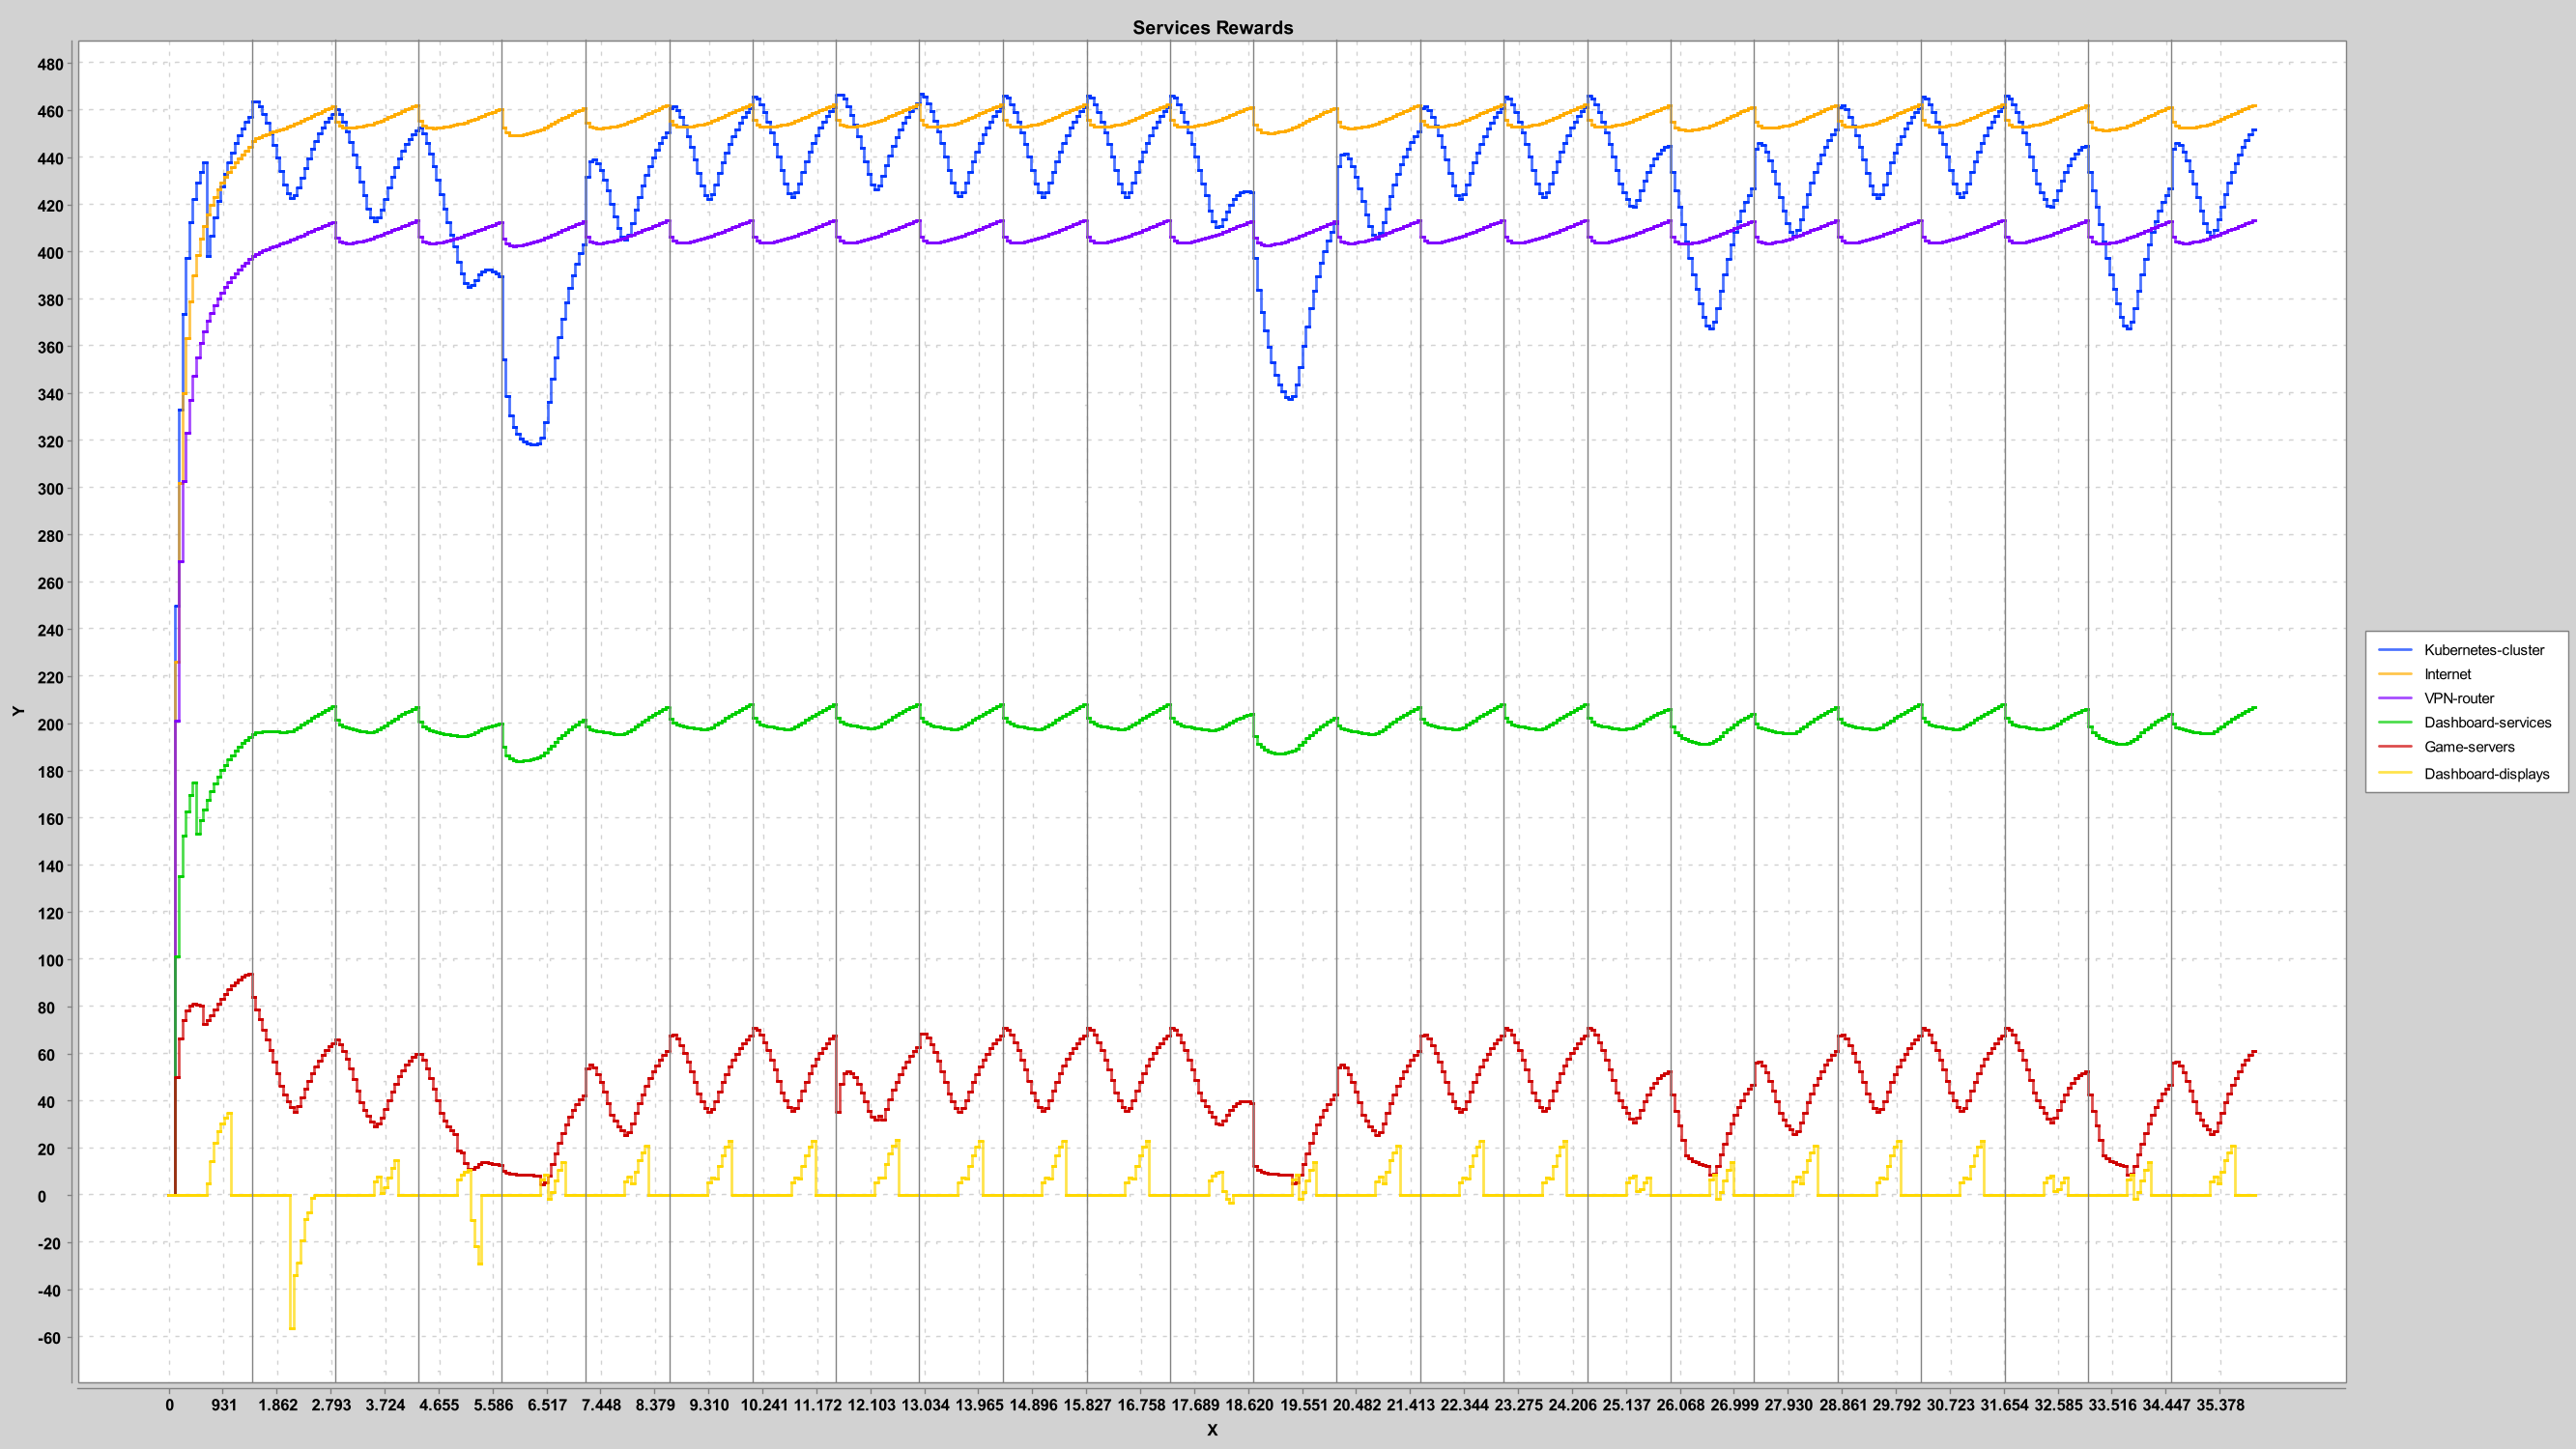 Services Rewards
480
460
440
420
400
380
360
340
320
300
280
260
240
220
200
180
160
140
120
100
80
60
40
20
0
-20
-40
-60
Y
0 931 1.862 2.793 3.724 4.655 5.586 6.517 7.448 8.379 9.310 10.241 11.172 12.103 13.034 13.965 14.896 15.827 16.758 17.689 18.620 19.551 20.482 21.413 22.344 23.275 24.206 25.137 26.068 26.999 27.930 28.861 29.792 30.723 31.654 32.585 33.516 34.447 35.378
X
Kubernetes-cluster
Internet
VPN-router
Dashboard-services
Game-servers
Dashboard-displays